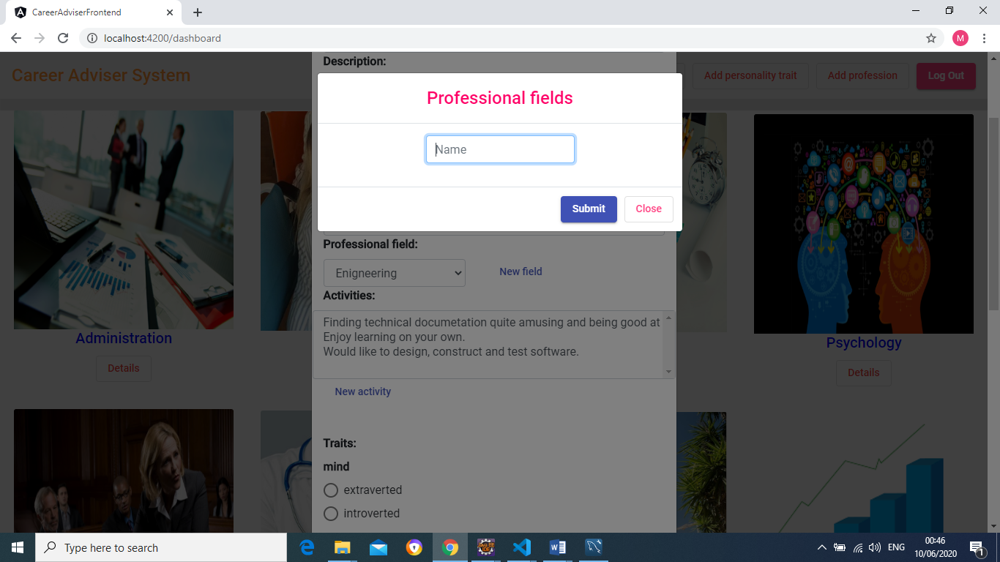 CareerAdviserFrontend
localhost:4200/dashboard
M
Career Adviser System
Description:
Add personality trait
Add profession
Log Out
Professional fields
Name
Submit
Close
Professional field:
Enigneering
New field
Activities:
Finding technical documetation quite amusing and being good at
Enjoy learning on your own.
Would like to design, construct and test software.
New activity
Administration
Details
Psychology
Details
Traits:
mind
extraverted
introverted
Type here to search
ENG
00:46
10/06/2020
1